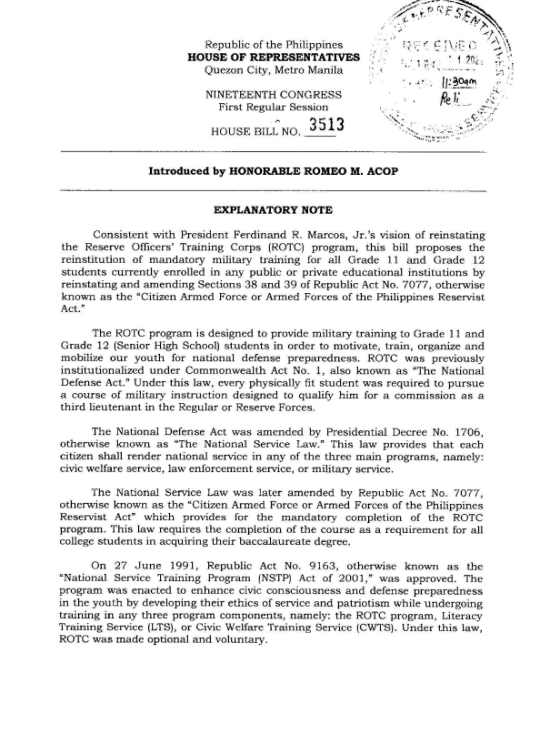 Republic of the Philippines
HOUSE OF REPRESENTATIVES
Quezon City, Metro Manila
NINETEENTH CONGRESS
First Regular Session
HOUSE BILL NO. 3513
RECEIVED
11:30am
Introduced by HONORABLE ROMEO M. ACOP
EXPLANATORY NOTE
Consistent with President Ferdinand R. Marcos, Jr.'s vision of reinstating
the Reserve Officers' Training Corps (ROTC) program, this bill proposes the
reinstitution of mandatory military training for all Grade 11 and Grade 12
students currently enrolled in any public or private educational institutions by
reinstating and amending Sections 38 and 39 of Republic Act No. 7077, otherwise
known as the "Citizen Armed Force or Armed Forces of the Philippines Reservist
Act."
The ROTC program is designed to provide military training to Grade 11 and
Grade 12 (Senior High School) students in order to motivate, train, organize and
mobilize our youth for national defense preparedness. ROTC was previously
institutionalized under Commonwealth Act No. 1, also known as "The National
Defense Act." Under this law, every physically fit student was required to pursue
a course of military instruction designed to qualify him for a commission as a
third lieutenant in the Regular or Reserve Forces.
The National Defense Act was amended by Presidential Decree No. 1706,
otherwise known as "The National Service Law." This law provides that each
citizen shall render national service in any of the three main programs, namely:
civic welfare service, law enforcement service, or military service.
The National Service Law was later amended by Republic Act No. 7077,
otherwise known as the "Citizen Armed Force or Armed Forces of the Philippines
Reservist Act" which provides for the mandatory completion of the ROTC
program. This law requires the completion of the course as a requirement for all
college students in acquiring their baccalaureate degree.
On 27 June 1991, Republic Act No. 9163, otherwise known as the
"National Service Training Program (NSTP) Act of 2001," was approved. The
program was enacted to enhance civic consciousness and defense preparedness
in the youth by developing their ethics of service and patriotism while undergoing
training in any three program components, namely: the ROTC program, Literacy
Training Service (LTS), or Civic Welfare Training Service (CWTS). Under this law,
ROTC was made optional and voluntary.